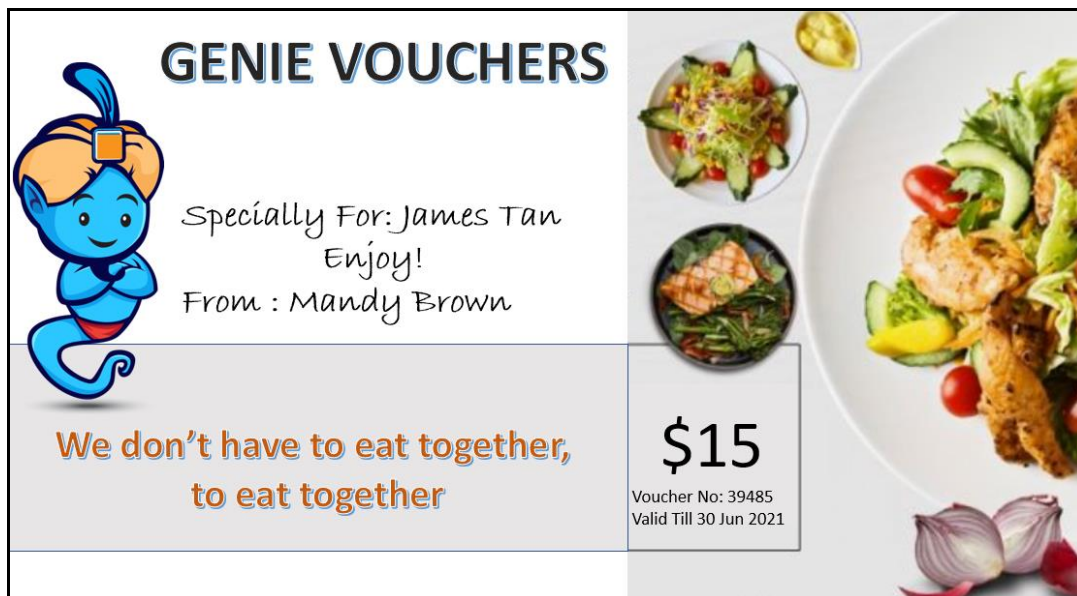 GENIE VOUCHERS
Specially For: James Tan
Enjoy!
From : Mandy Brown
We don't have to eat together,
to eat together
$15
Voucher No: 39485
Valid Till 30 Jun 2021